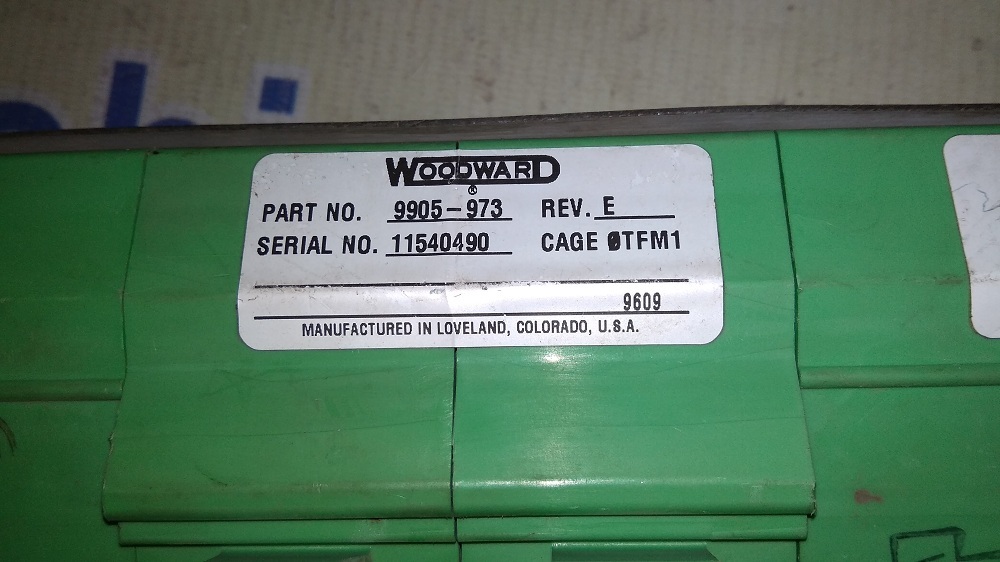 WOODWARD
®
PART NO. 9905-973 REV. E
SERIAL NO. 11540490 CAGE ØTFM1
9609
MANUFACTURED IN LOVELAND, COLORADO, U.S.A.